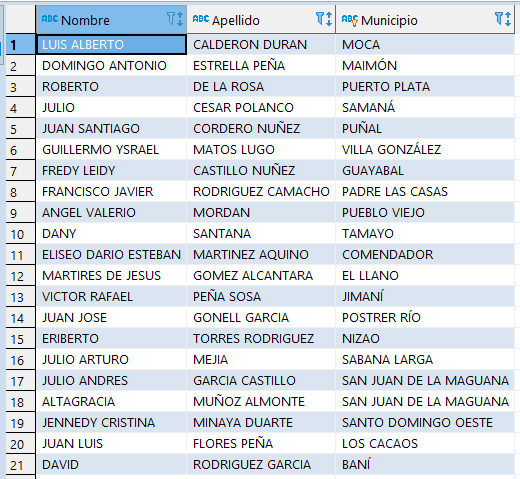 ABC Nombre ABC Apellido ABC Municipio
1 LUIS ALBERTO CALDERON DURAN MOCA
2 DOMINGO ANTONIO ESTRELLA PEÑA MAIMÓN
3 ROBERTO DE LA ROSA PUERTO PLATA
4 JULIO CESAR POLANCO SAMANÁ
5 JUAN SANTIAGO CORDERO NUÑEZ PUÑAL
6 GUILLERMO YSRAEL MATOS LUGO VILLA GONZÁLEZ
7 FREDY LEIDY CASTILLO NUÑEZ GUAYABAL
8 FRANCISCO JAVIER RODRIGUEZ CAMACHO PADRE LAS CASAS
9 ANGEL VALERIO MORDAN PUEBLO VIEJO
10 DANY SANTANA TAMAYO
11 ELISEO DARIO ESTEBAN MARTINEZ AQUINO COMENDADOR
12 MARTIRES DE JESUS GOMEZ ALCANTARA EL LLANO
13 VICTOR RAFAEL PEÑA SOSA JIMANÍ
14 JUAN JOSE GONELL GARCIA POSTRER RÍO
15 ERIBERTO TORRES RODRIGUEZ NIZAO
16 JULIO ARTURO MEJIA SABANA LARGA
17 JULIO ANDRES GARCIA CASTILLO SAN JUAN DE LA MAGUANA
18 ALTAGRACIA MUÑOZ ALMONTE SAN JUAN DE LA MAGUANA
19 JENNEDY CRISTINA MINAYA DUARTE SANTO DOMINGO OESTE
20 JUAN LUIS FLORES PEÑA LOS CACAOS
21 DAVID RODRIGUEZ GARCIA BANÍ